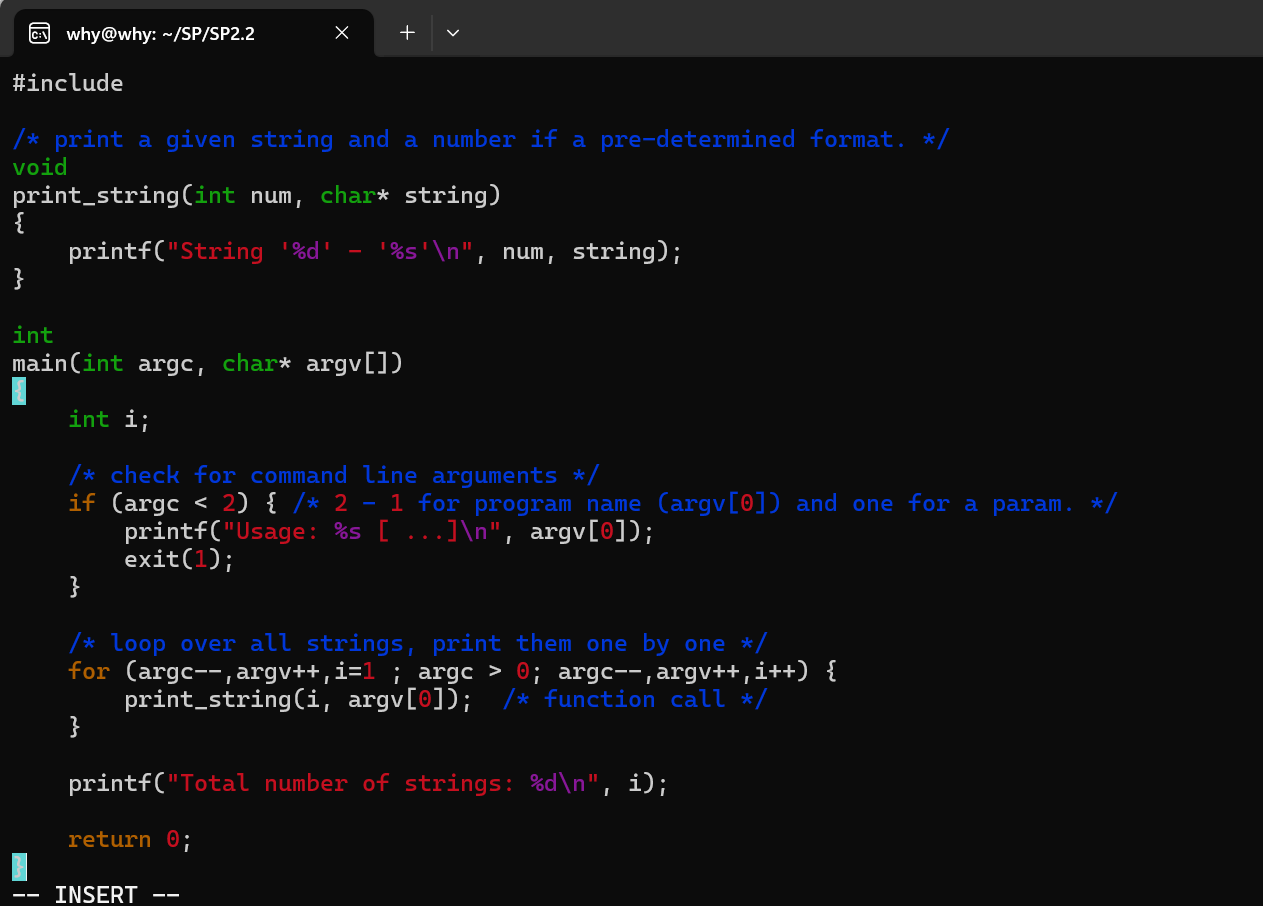 why@why: ~/SP/SP2.2
#include

/* print a given string and a number if a pre-determined format. */
void
print_string(int num, char* string)
{
    printf("String '%d' - '%s'\n", num, string);
}

int
main(int argc, char* argv[])
{
    int i;

    /* check for command line arguments */
    if (argc < 2) { /* 2 - 1 for program name (argv[0]) and one for a param. */
        printf("Usage: %s [ ...]\n", argv[0]);
        exit(1);
    }

    /* loop over all strings, print them one by one */
    for (argc--,argv++,i=1 ; argc > 0; argc--,argv++,i++) {
        print_string(i, argv[0]);  /* function call */
    }

    printf("Total number of strings: %d\n", i);

    return 0;
}
-- INSERT --